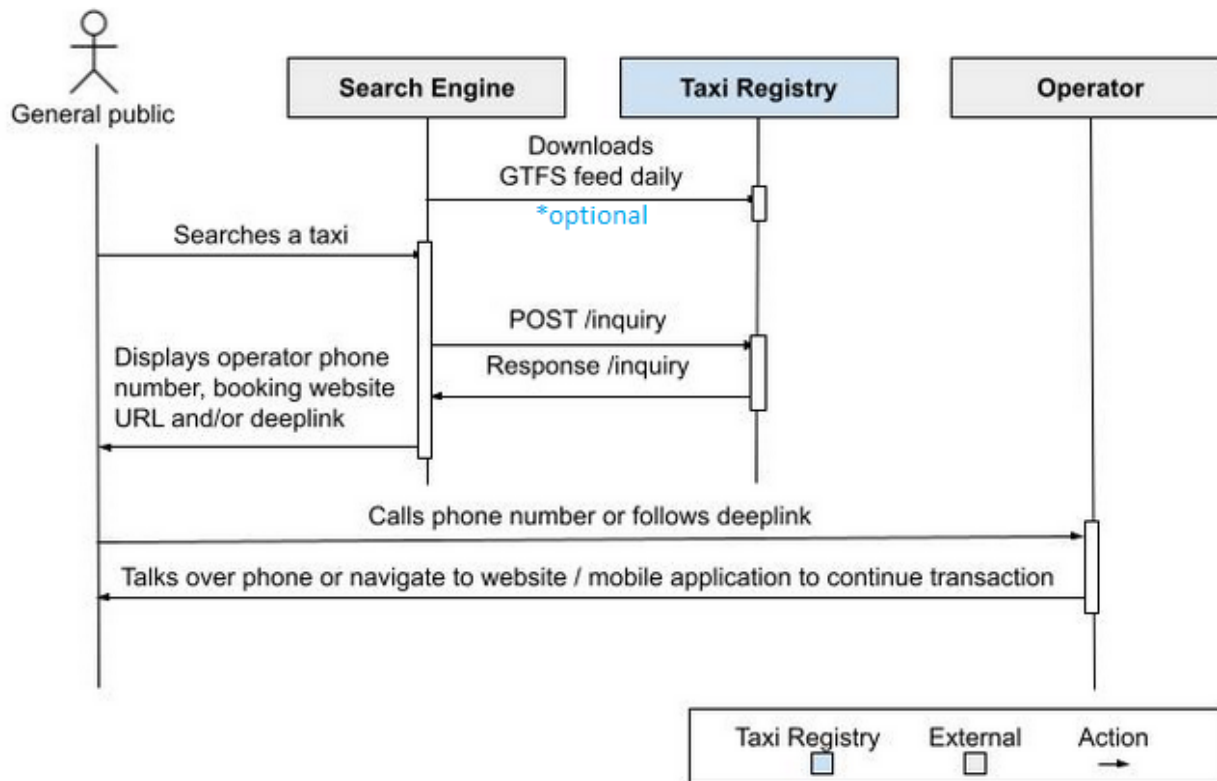 General public
Search Engine
Taxi Registry
Operator
Downloads
GTFS feed daily
*optional
Searches a taxi
POST /inquiry
Response /inquiry
Displays operator phone
number, booking website
URL and/or deeplink
Calls phone number or follows deeplink
Talks over phone or navigate to website / mobile application to continue transaction
Taxi Registry
External
Action